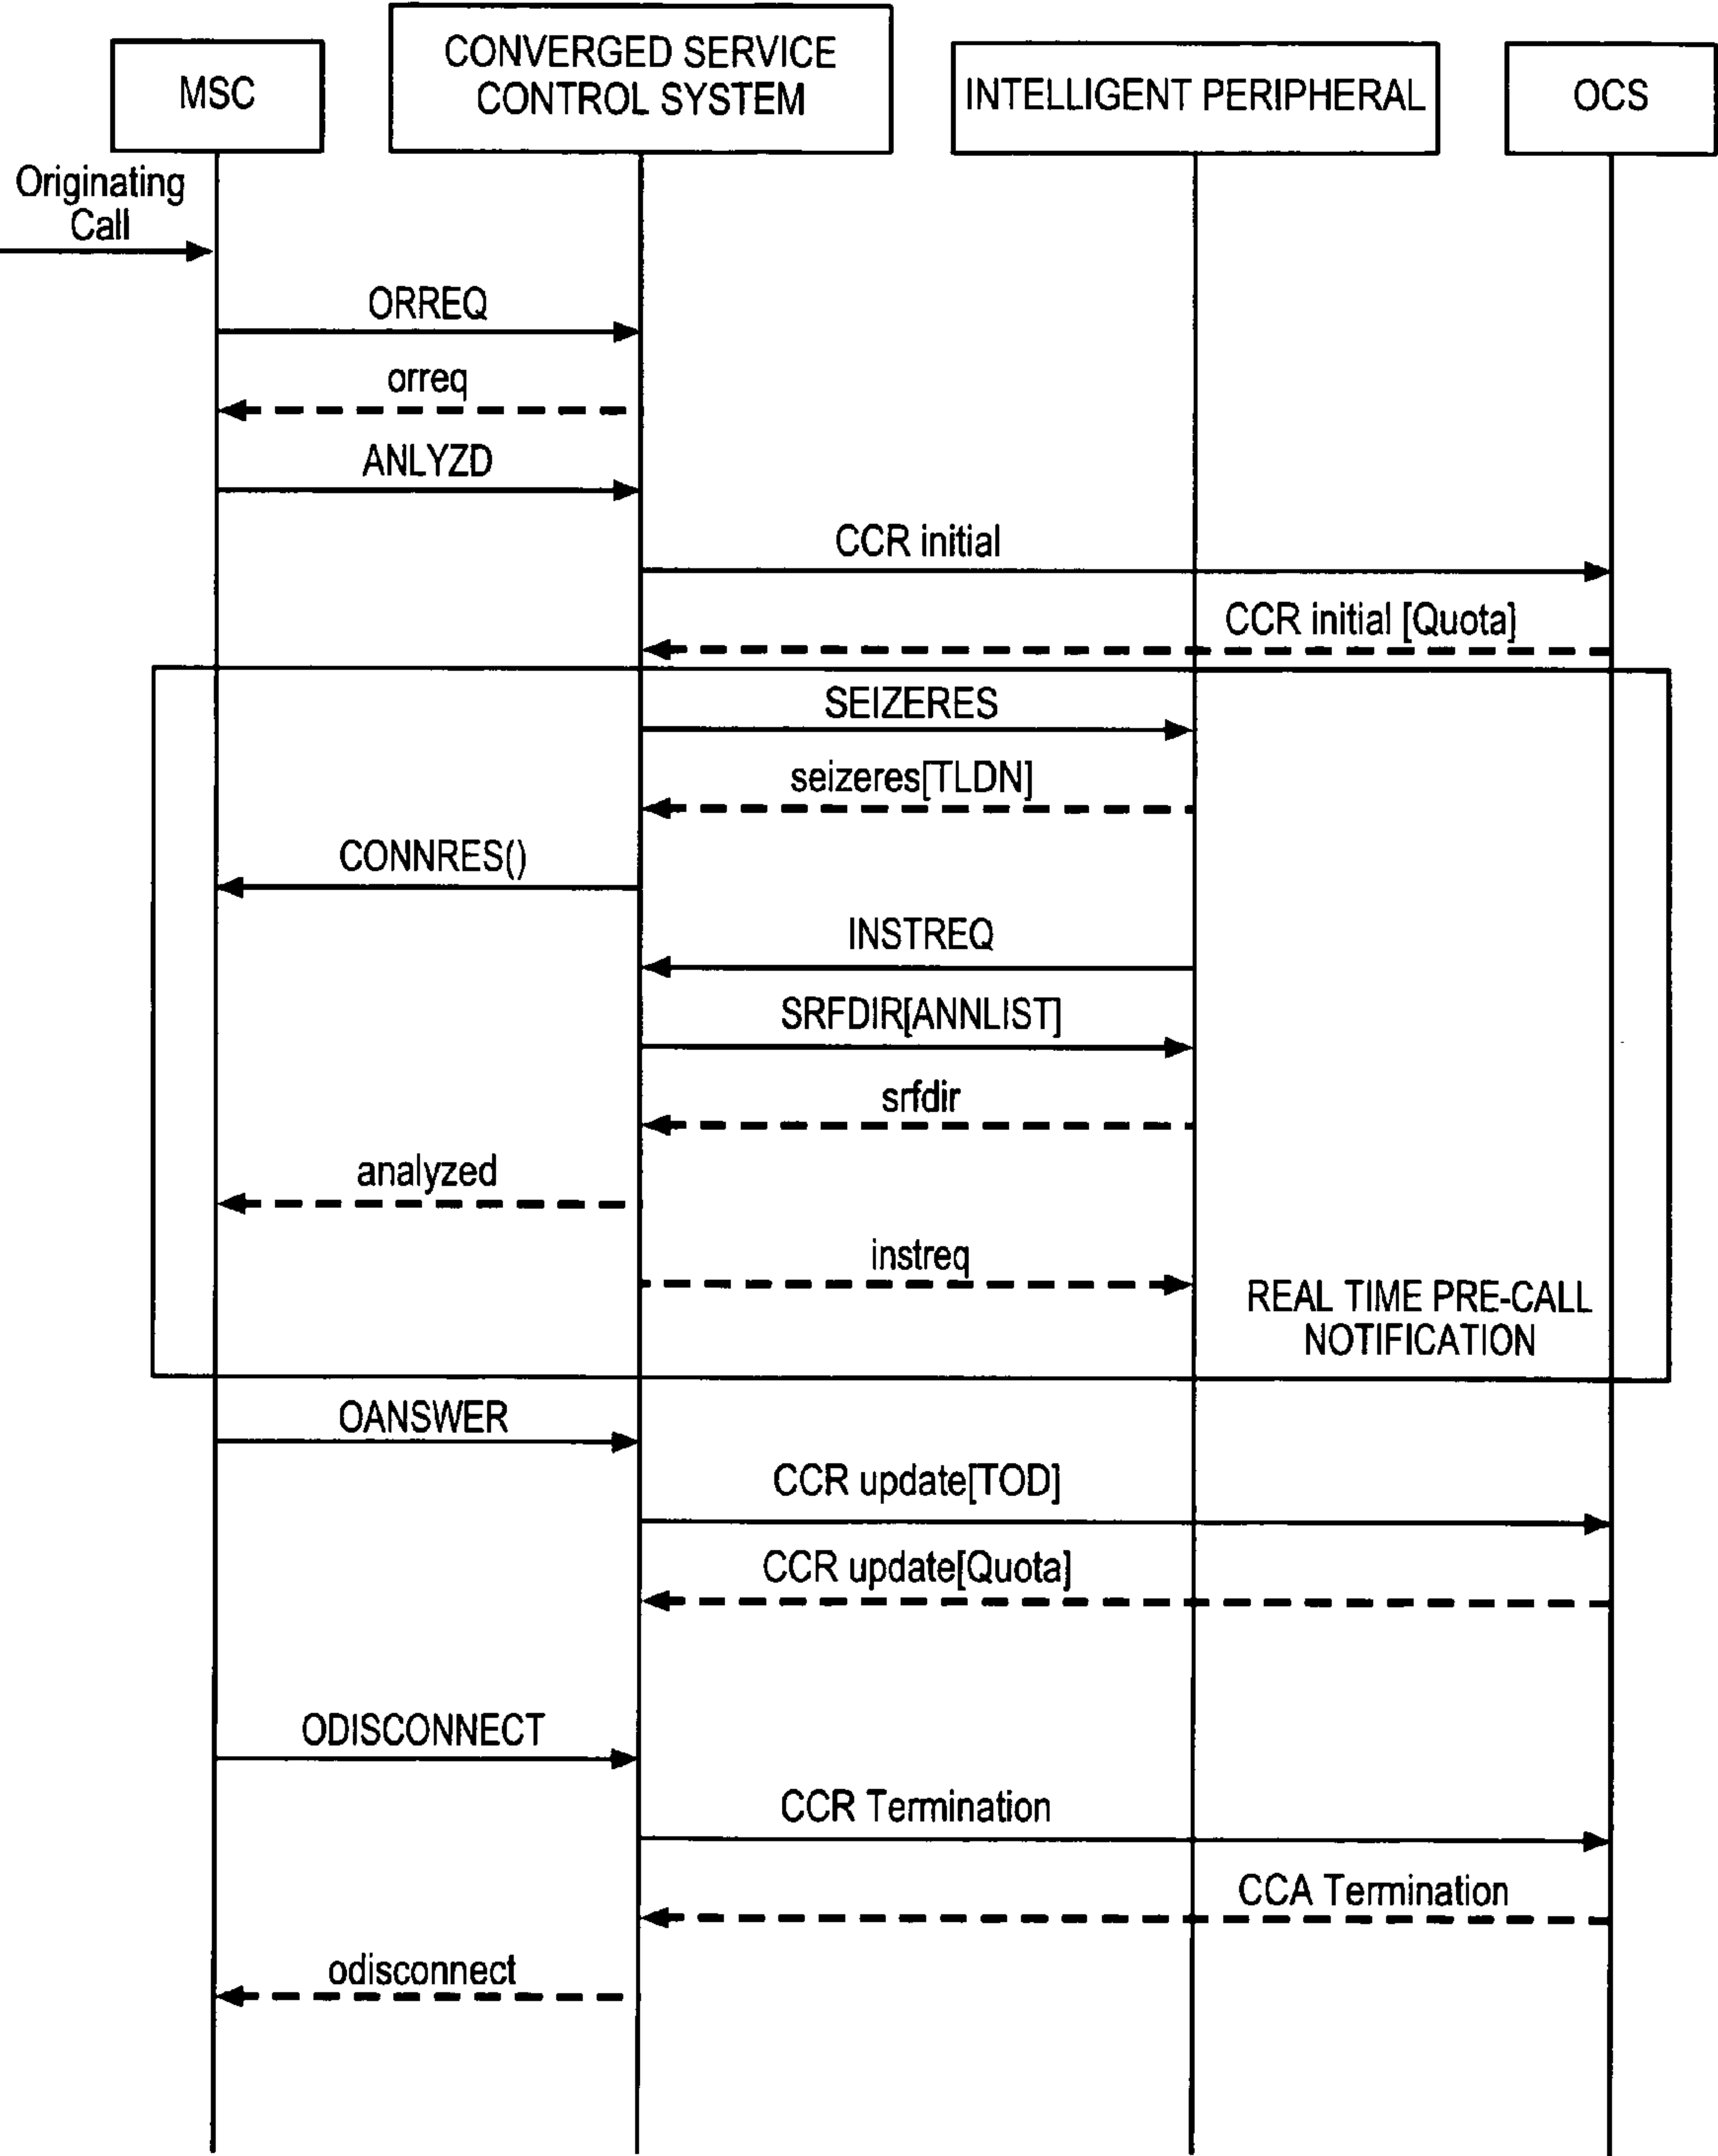 MSC
CONVERGED SERVICE
CONTROL SYSTEM
INTELLIGENT PERIPHERAL
OCS
Originating
Call
ORREQ
orreq
ANLYZD
CCR initial
CCR initial [Quota]
SEIZERES
seizeres[TLDN]
CONNRES()
INSTREQ
SRFDIR[ANNLIST]
srfdir
analyzed
instreq
REAL TIME PRE-CALL
NOTIFICATION
OANSWER
CCR update[TOD]
CCR update[Quota]
ODISCONNECT
CCR Termination
CCA Termination
odisconnect